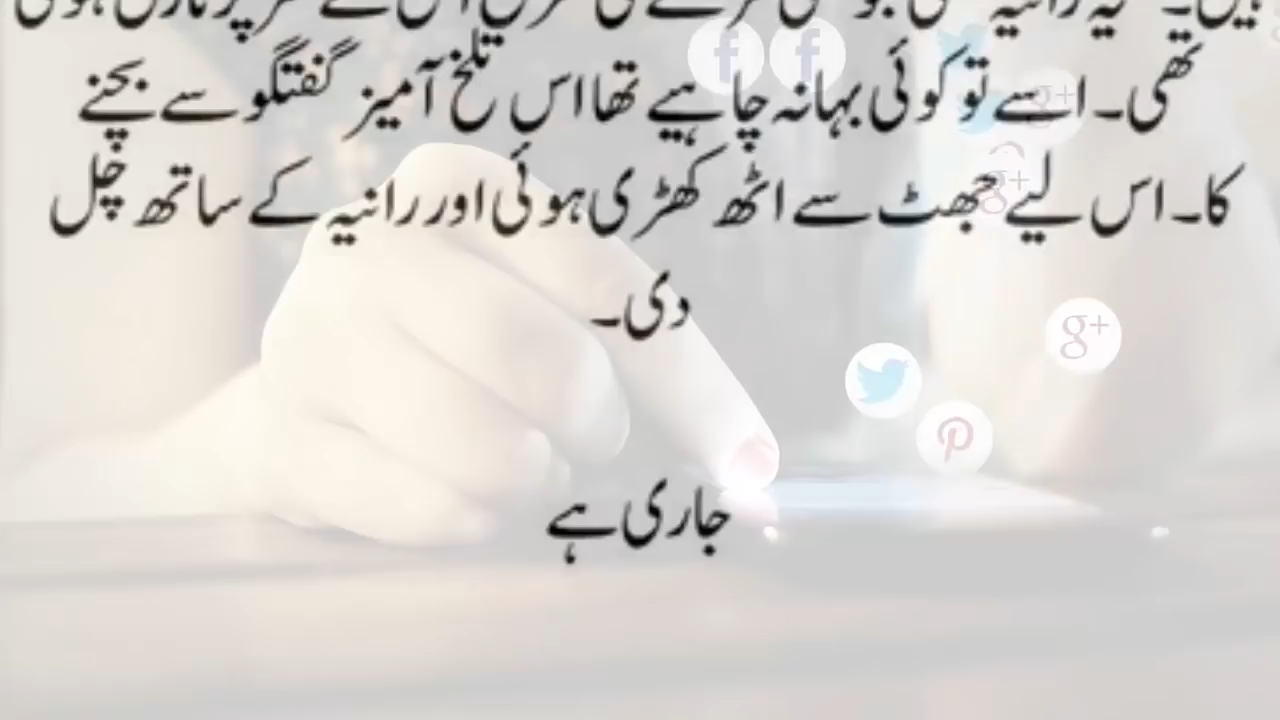 تھی۔ اسے تو کوئی بہانہ چاہیے تھا اس تلخ آمیز گفتگو سے بچنے
کا۔ اس لیے جھٹ سے اٹھ کھڑی ہوئی اور رانیہ کے ساتھ چل
دی۔
جاری ہے